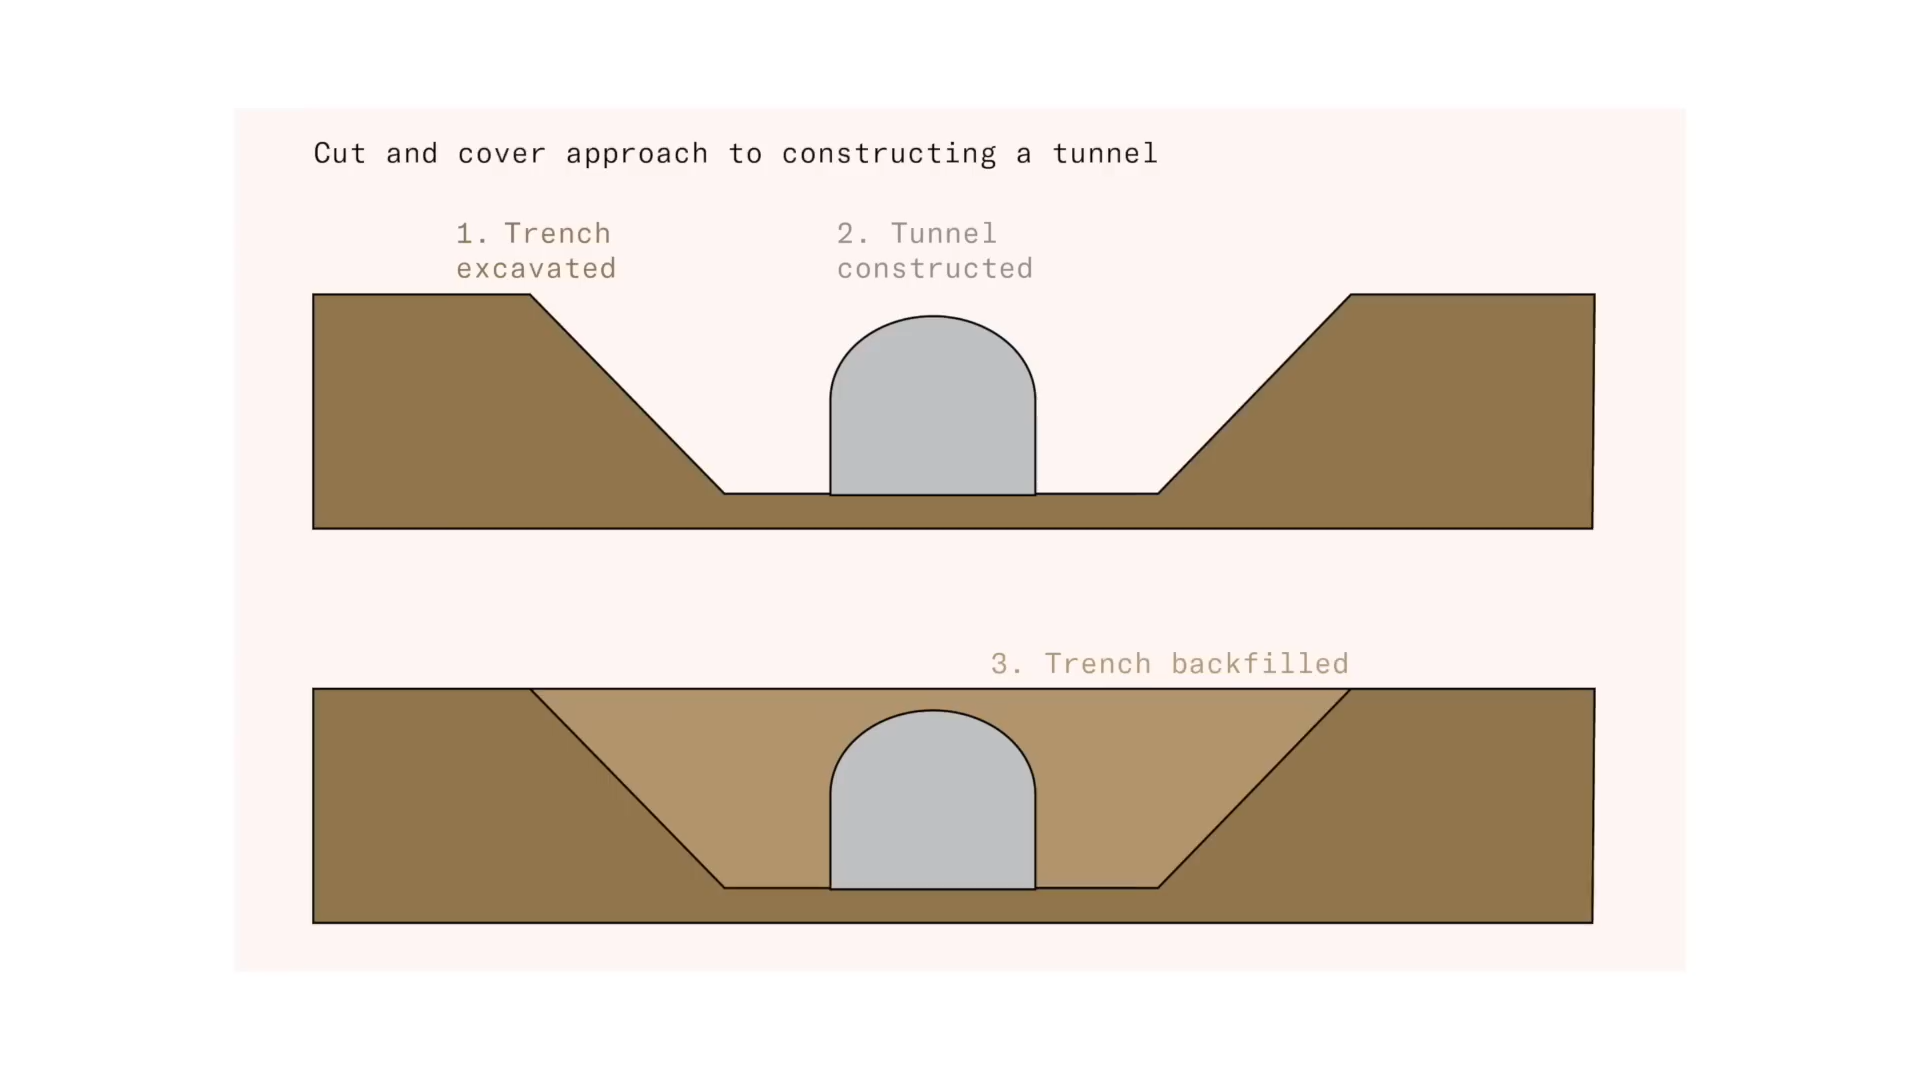 Cut and cover approach to constructing a tunnel
1. Trench
excavated
2. Tunnel
constructed
3. Trench backfilled